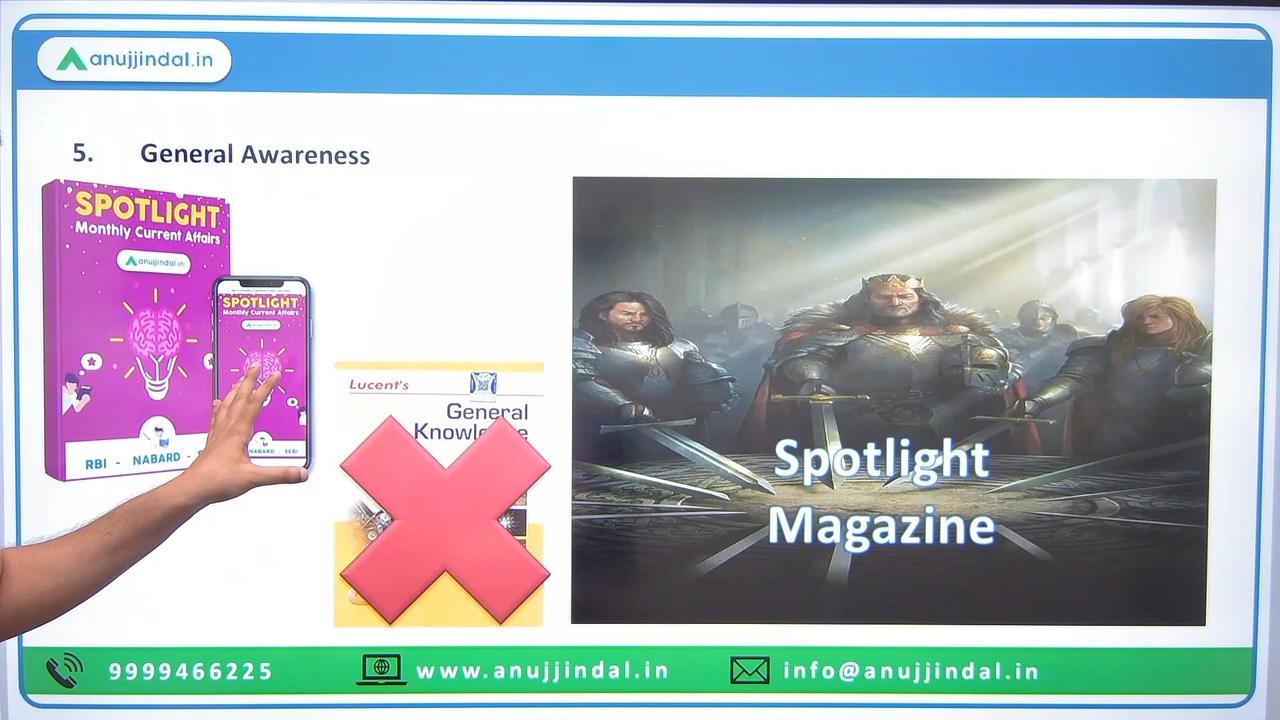 anujjindal.in
5. General Awareness
SPOTLIGHT
Monthly Current Affairs
anujjindal.in
RBI - NABARD -
SPOTLIGHT
Monthly Current Affairs
NABARD - SEBI
Lucent's
General
Knowledge
Spotlight
Magazine
9999466225
www.anujjindal.in
info@anujjindal.in